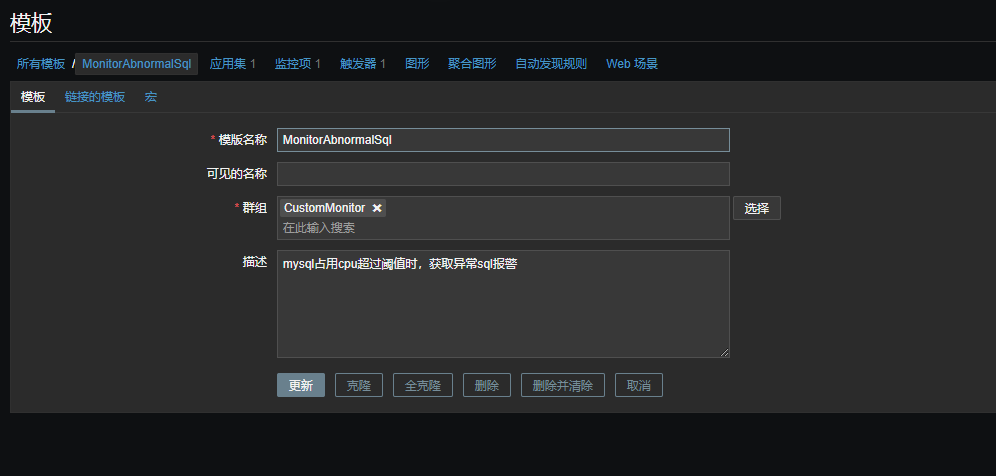 模板
所有模板 / MonitorAbnormalSql 应用集 1 监控项 1 触发器 1 图形 聚合图形 自动发现规则 Web 场景
模板 链接的模板 宏
* 模版名称 MonitorAbnormalSql
可见的名称
* 群组 CustomMonitor ✖ 选择
在此输入搜索
描述 mysql占用cpu超过阈值时，获取异常sql报警
更新 克隆 全克隆 删除 删除并清除 取消